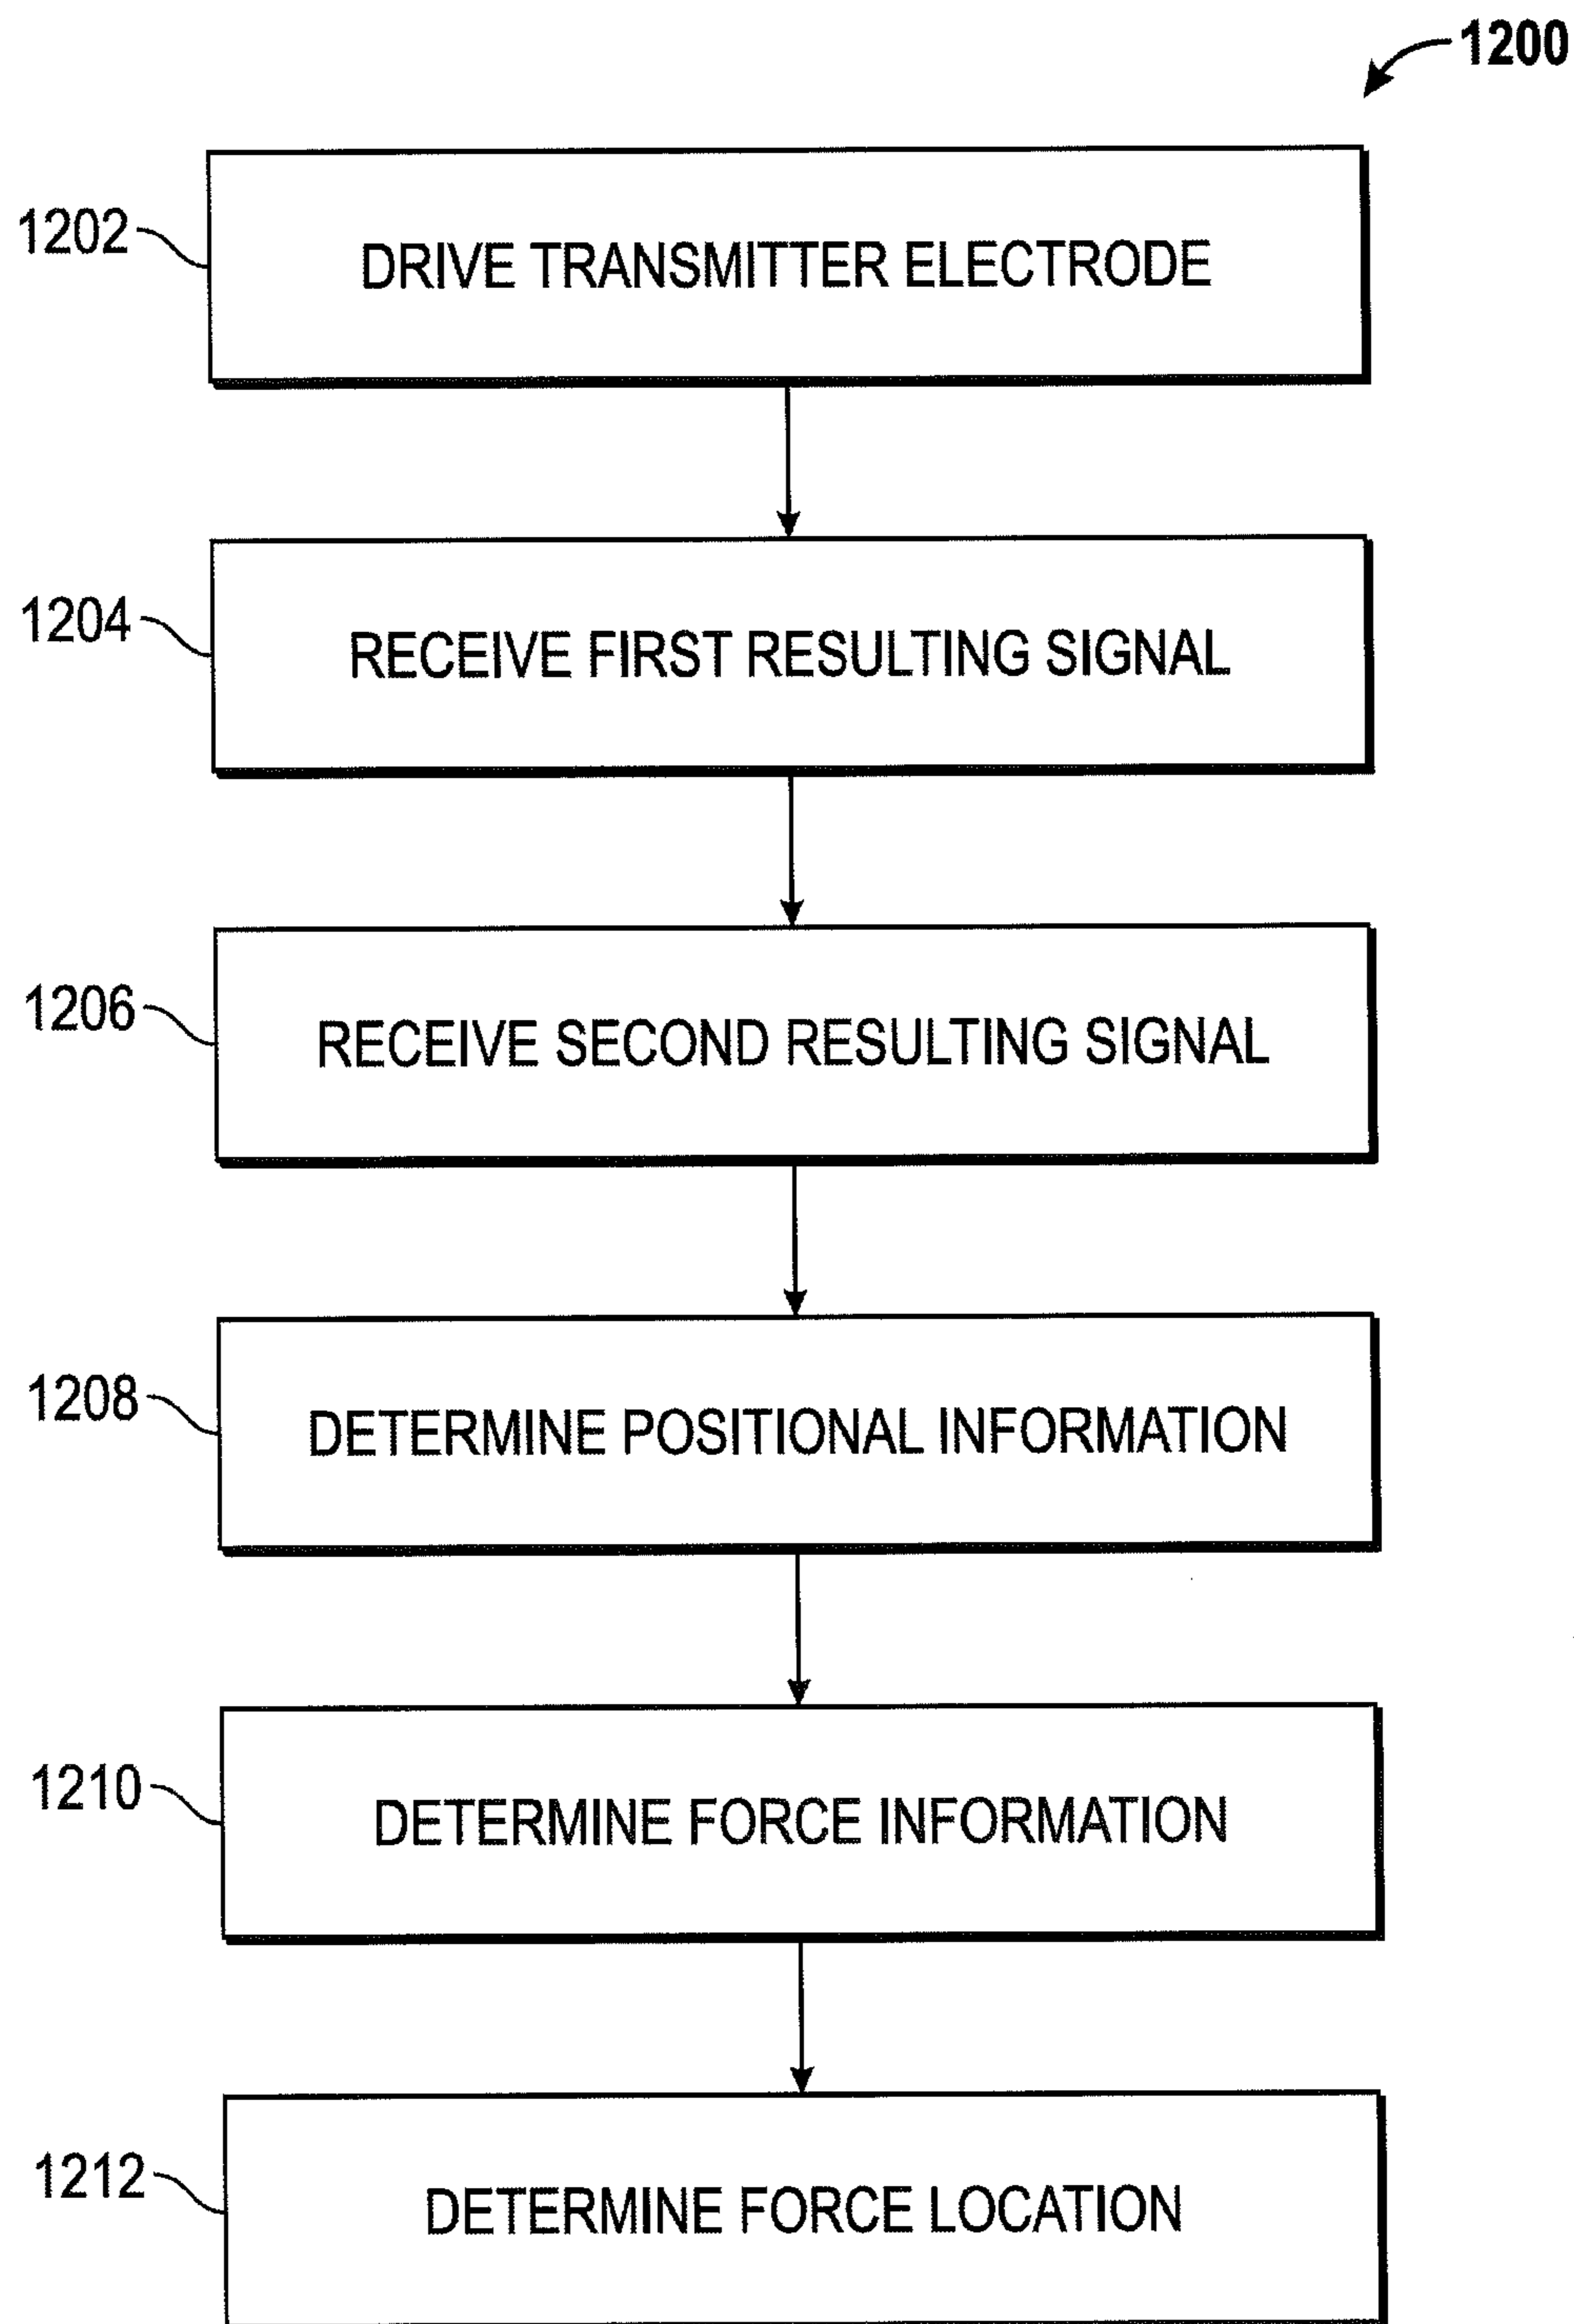 1200
1202
DRIVE TRANSMITTER ELECTRODE
1204
RECEIVE FIRST RESULTING SIGNAL
1206
RECEIVE SECOND RESULTING SIGNAL
1208
DETERMINE POSITIONAL INFORMATION
1210
DETERMINE FORCE INFORMATION
1212
DETERMINE FORCE LOCATION